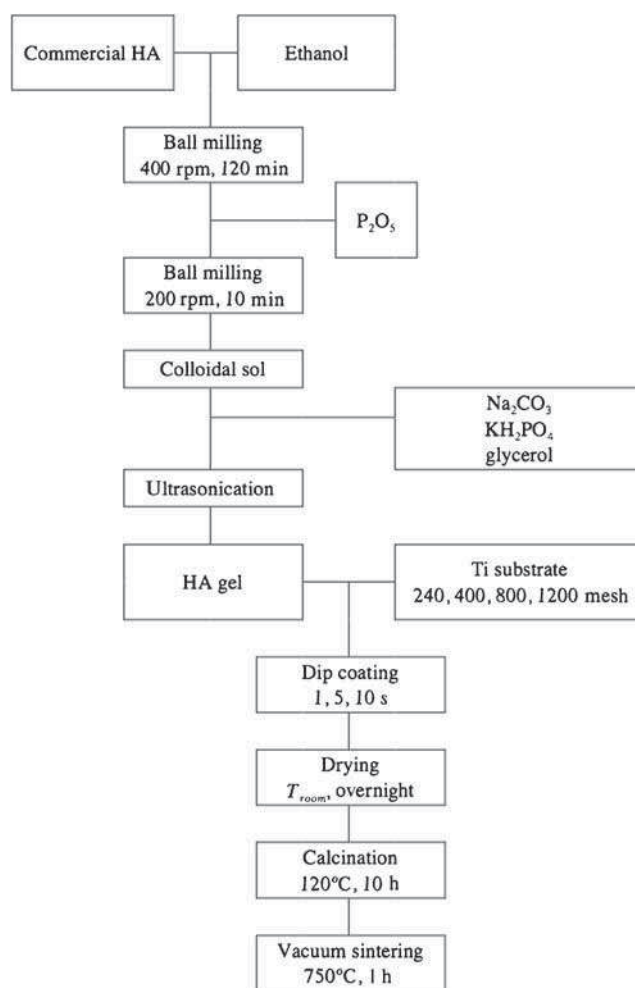 Commercial HA
Ethanol
Ball milling
400 rpm, 120 min
P₂O₅
Ball milling
200 rpm, 10 min
Colloidal sol
Na₂CO₃
KH₂PO₄
glycerol
Ultrasonication
HA gel
Ti substrate
240, 400, 800, 1200 mesh
Dip coating
1, 5, 10 s
Drying
T_room, overnight
Calcination
120°C, 10 h
Vacuum sintering
750°C, 1 h